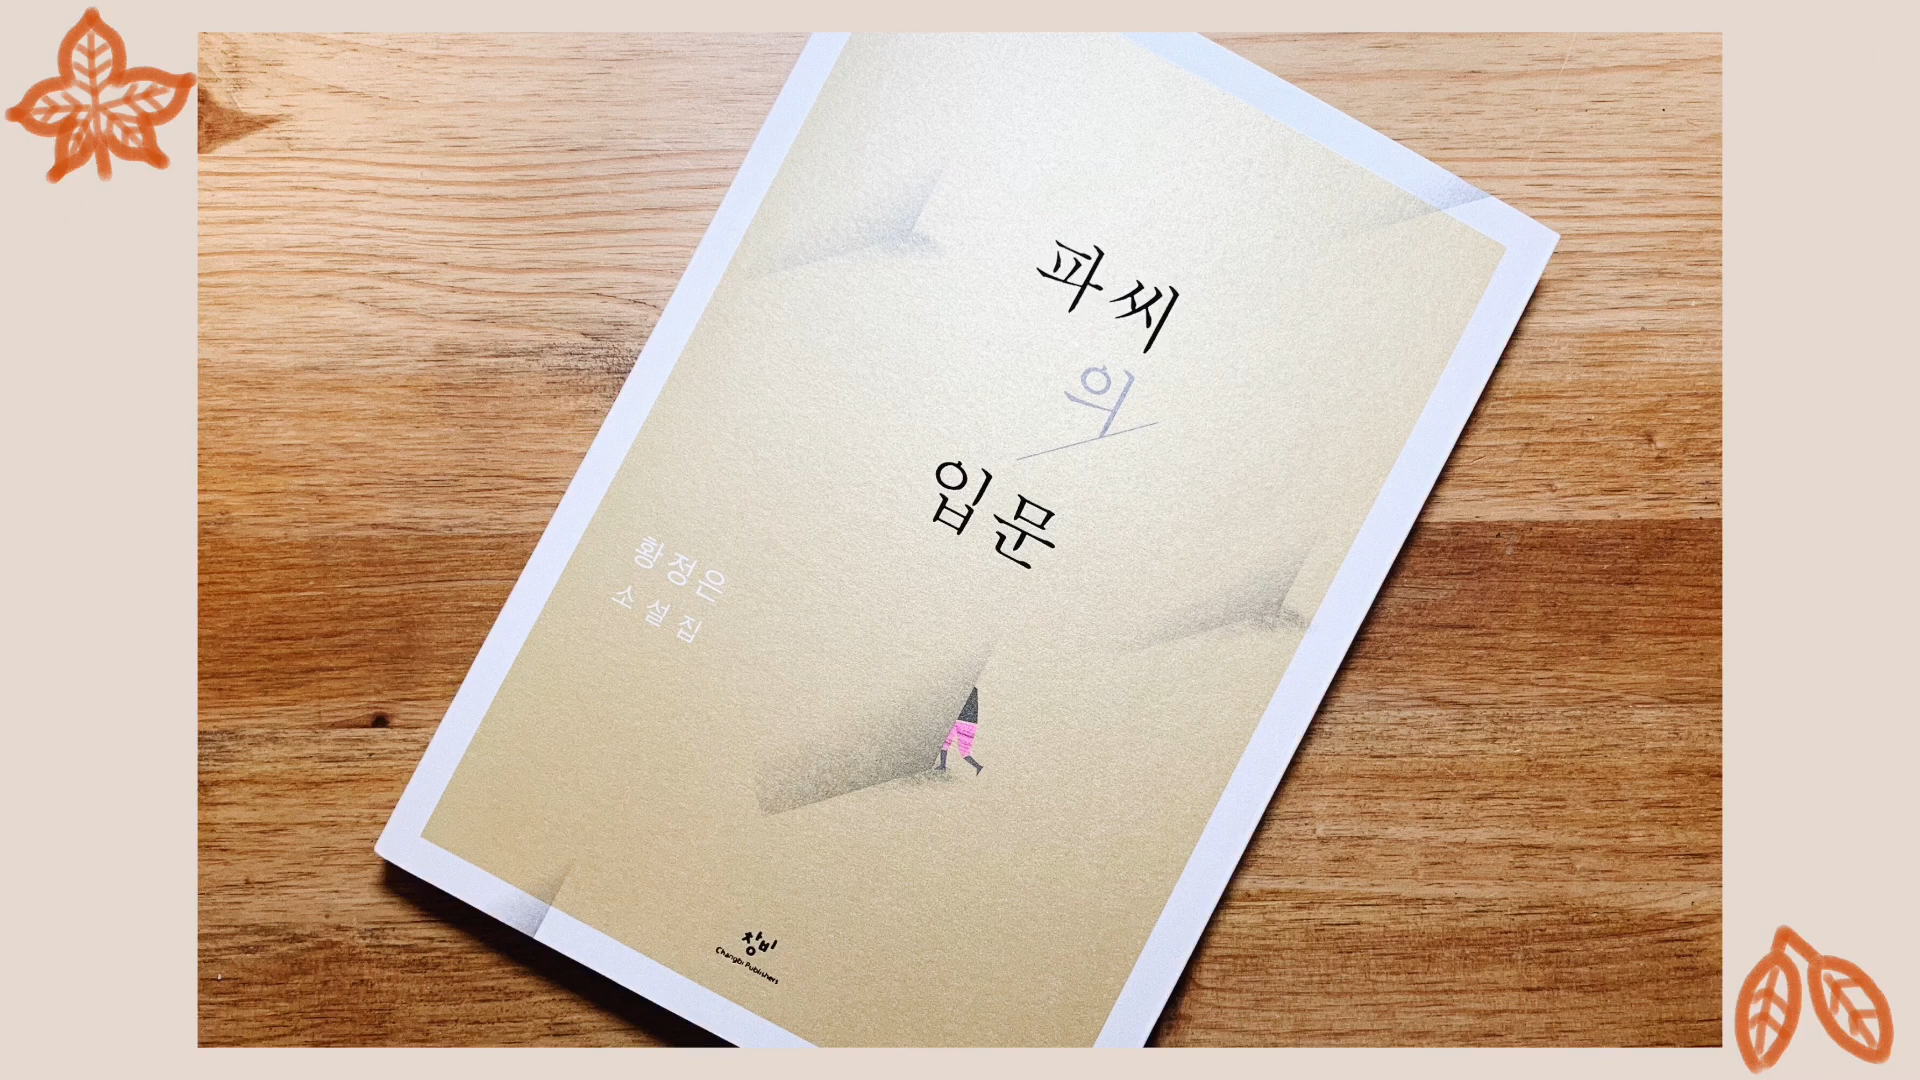 파씨
의
입문
황정은
소설집
창비
Changbi Publishers